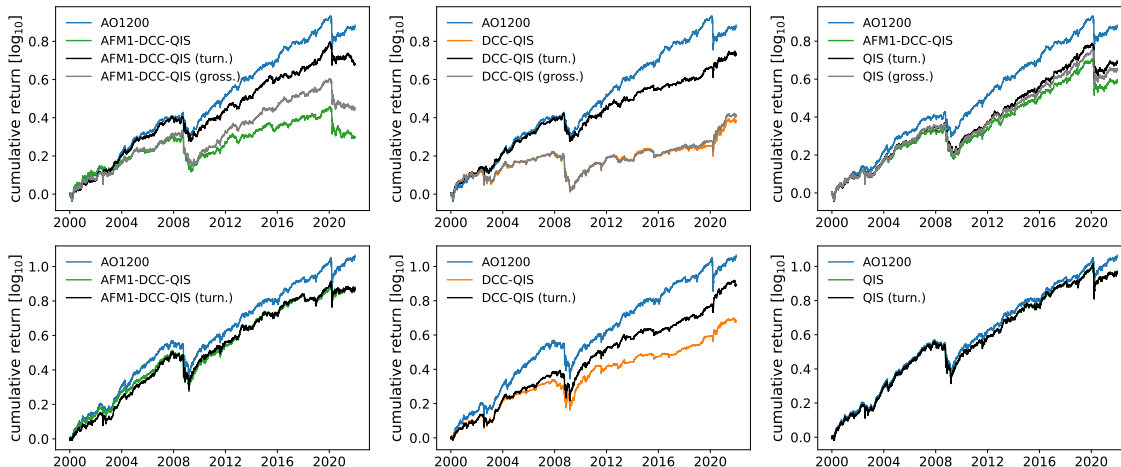 cumulative return [log10]
AO1200
AFM1-DCC-QIS
AFM1-DCC-QIS (turn.)
AFM1-DCC-QIS (gross.)
0.8
0.6
0.4
0.2
0.0
2000 2004 2008 2012 2016 2020
cumulative return [log10]
AO1200
DCC-QIS
DCC-QIS (turn.)
DCC-QIS (gross.)
0.8
0.6
0.4
0.2
0.0
2000 2004 2008 2012 2016 2020
cumulative return [log10]
AO1200
AFM1-DCC-QIS
QIS (turn.)
QIS (gross.)
0.8
0.6
0.4
0.2
0.0
2000 2004 2008 2012 2016 2020
cumulative return [log10]
AO1200
AFM1-DCC-QIS
AFM1-DCC-QIS (turn.)
1.0
0.8
0.6
0.4
0.2
0.0
2000 2004 2008 2012 2016 2020
cumulative return [log10]
AO1200
DCC-QIS
DCC-QIS (turn.)
1.0
0.8
0.6
0.4
0.2
0.0
2000 2004 2008 2012 2016 2020
cumulative return [log10]
AO1200
QIS
QIS (turn.)
1.0
0.8
0.6
0.4
0.2
0.0
2000 2004 2008 2012 2016 2020